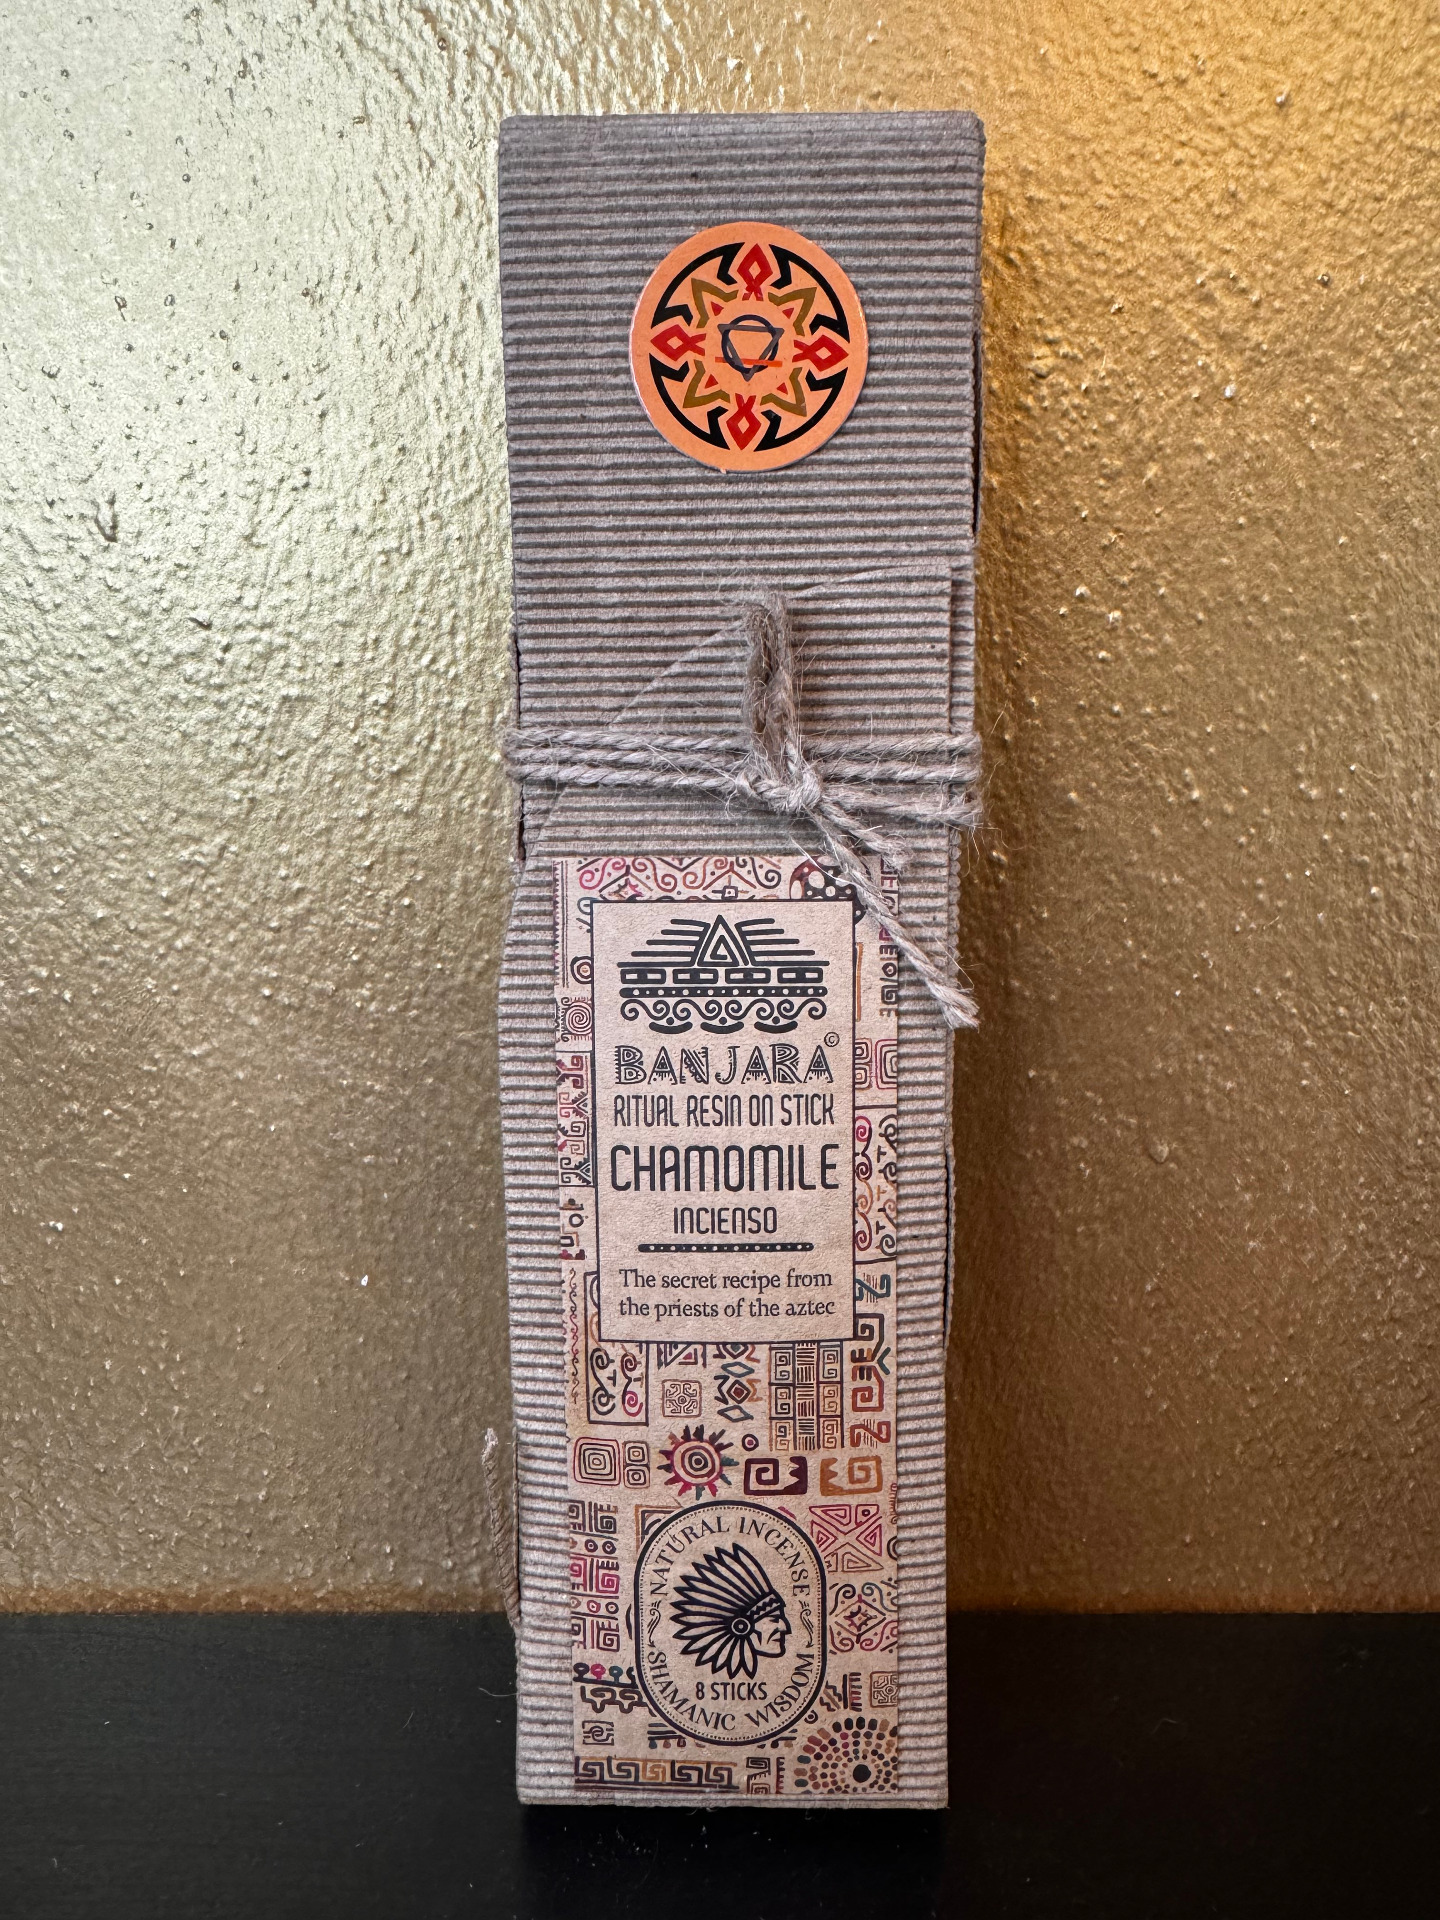 BANJARA©
RITUAL RESIN ON STICK
CHAMOMILE
INCIENSO
The secret recipe from
the priests of the aztec
NATURAL INCENSE
8 STICKS
SHAMANIC WISDOM